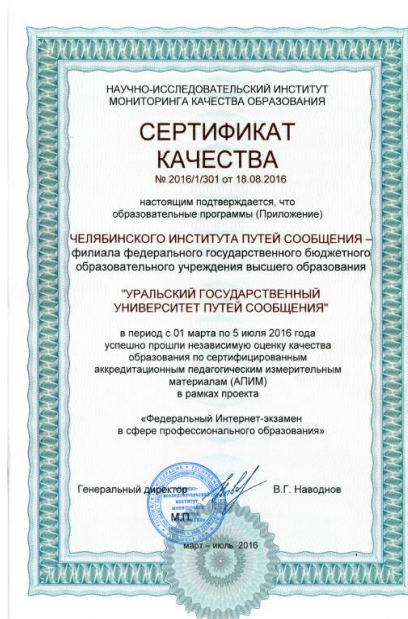 НАУЧНО-ИССЛЕДОВАТЕЛЬСКИЙ ИНСТИТУТ
МОНИТОРИНГА КАЧЕСТВА ОБРАЗОВАНИЯ
СЕРТИФИКАТ
КАЧЕСТВА
№ 2016/1/301 от 18.08.2016
настоящим подтверждается, что
образовательные программы (Приложение)
ЧЕЛЯБИНСКОГО ИНСТИТУТА ПУТЕЙ СООБЩЕНИЯ –
филиала федерального государственного бюджетного
образовательного учреждения высшего образования
"УРАЛЬСКИЙ ГОСУДАРСТВЕННЫЙ
УНИВЕРСИТЕТ ПУТЕЙ СООБЩЕНИЯ"
в период с 01 марта по 5 июля 2016 года
успешно прошли независимую оценку качества
образования по сертифицированным
аккредитационным педагогическим измерительным
материалам (АПИМ)
в рамках проекта
«Федеральный Интернет-экзамен
в сфере профессионального образования»
Генеральный директор В.Г. Наводнов
М.П.
март – июль 2016